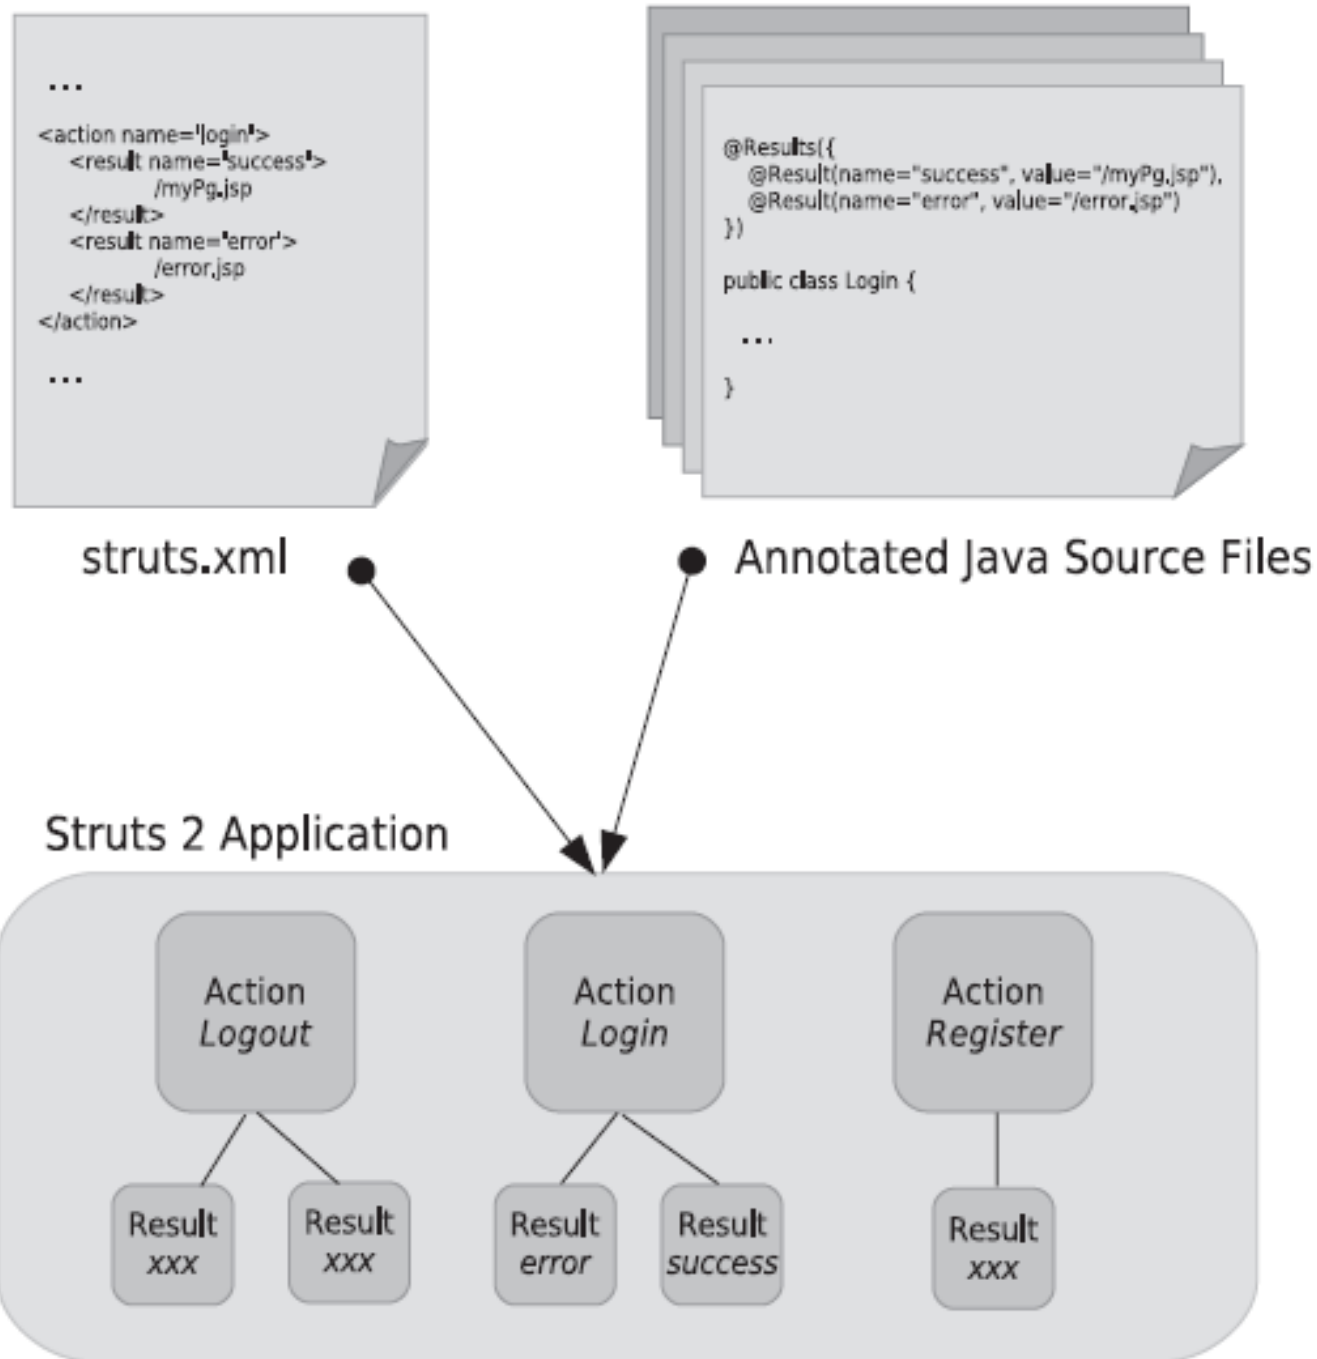 ...
<action name='login'>
<result name='success'>
/myPg.jsp
</result>
<result name='error'>
/error.jsp
</result>
</action>
...
struts.xml
@Results({
@Result(name="success", value="/myPg.jsp"),
@Result(name="error", value="/error.jsp")
})
public class Login {
...
}
Annotated Java Source Files
Struts 2 Application
Action
Logout
Action
Login
Action
Register
Result
xxx
Result
xxx
Result
error
Result
success
Result
xxx